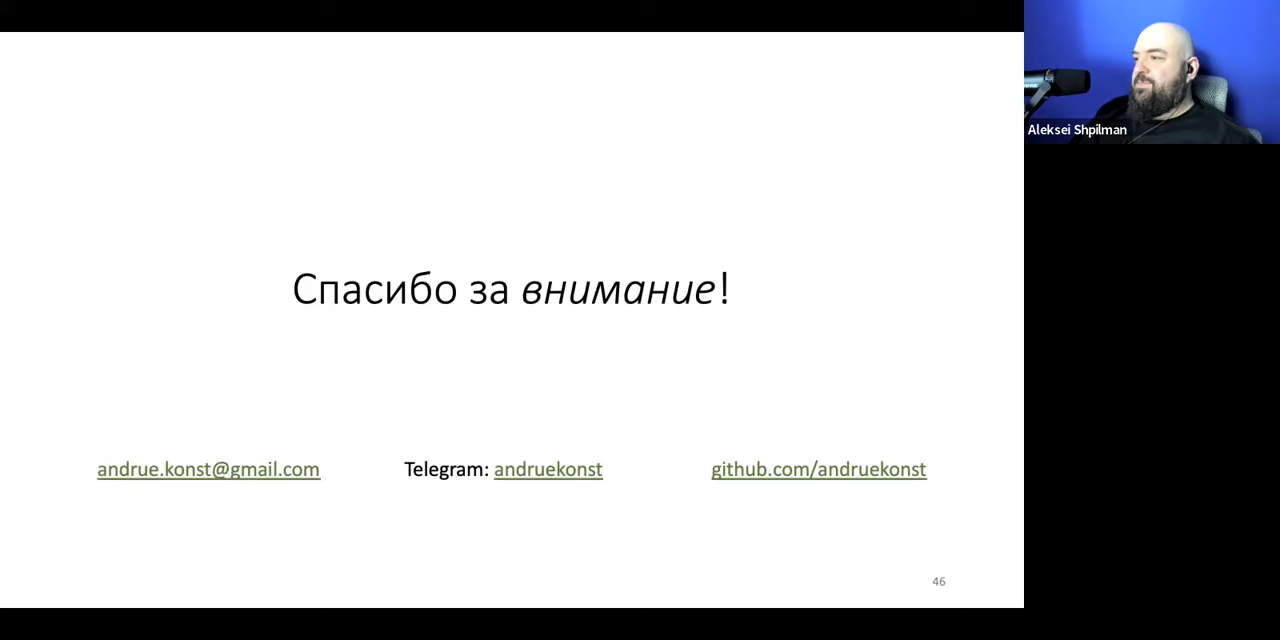 Aleksei Shpilman
Спасибо за внимание!
andrue.konst@gmail.com
Telegram: andruekonst
github.com/andruekonst
46